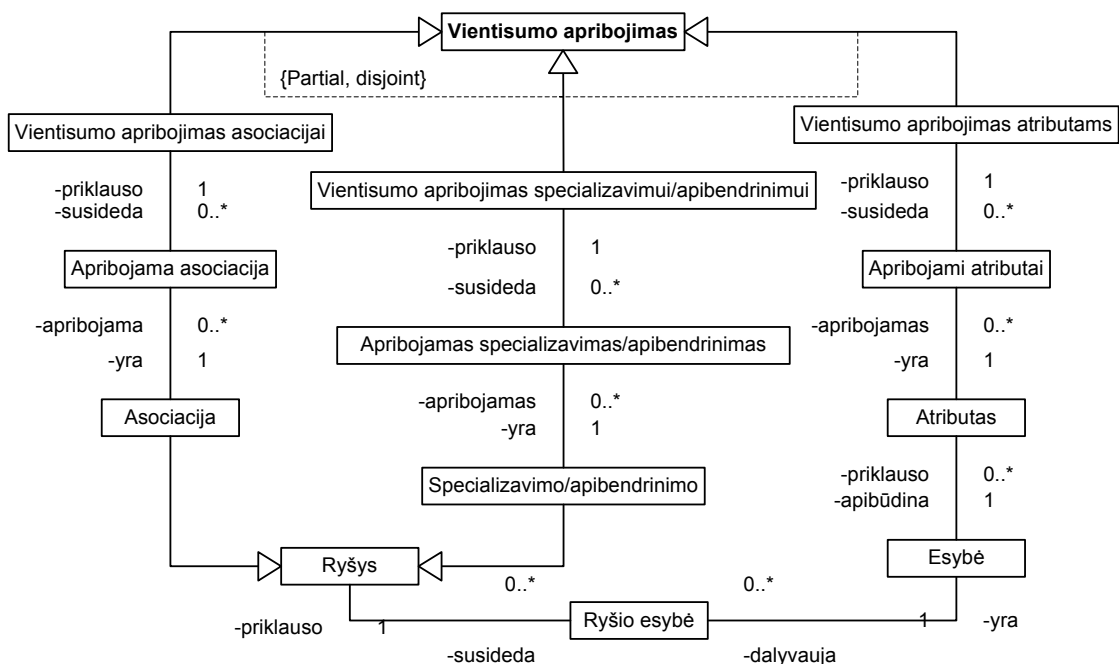 Vientisumo apribojimas
{Partial, disjoint}
Vientisumo apribojimas asociacijai
Vientisumo apribojimas atributams
-priklauso 1
-susideda 0..*
Vientisumo apribojimas specializavimui/apibendrinimui
-priklauso 1
-susideda 0..*
-priklauso 1
-susideda 0..*
Apribojama asociacija
Apribojami atributai
-apribojama 0..*
-yra 1
Apribojamas specializavimas/apibendrinimas
-apribojamas 0..*
-yra 1
-apribojamas 0..*
-yra 1
Asociacija
Atributas
Specializavimo/apibendrinimo
-priklauso 0..*
-apibūdina 1
Ryšys
Esybė
0..* 0..*
Ryšio esybė
-priklauso 1
1 -yra
-susideda -dalyvauja